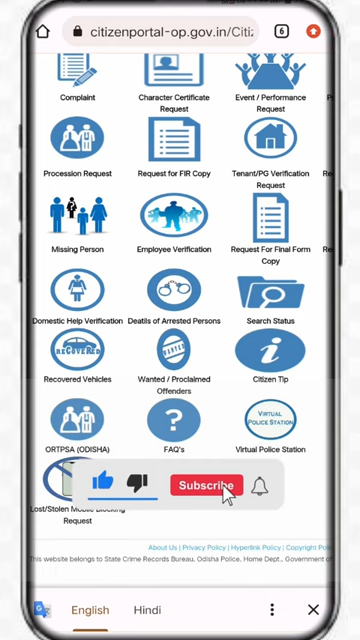 citizenportal-op.gov.in/Citi
6
Complaint
Character Certificate
Request
Event / Performance
Request
Procession Request
Request for FIR Copy
Tenant/PG Verification
Request
Missing Person
Employee Verification
Request For Final Form
Copy
Domestic Help Verification
Deatils of Arrested Persons
Search Status
RECOVERED
WANTED
Recovered Vehicles
Wanted / Proclaimed
Offenders
Citizen Tip
VIRTUAL
POLICE STATION
ORTPSA (ODISHA)
FAQ's
Virtual Police Station
Subscribe
Lost/Stolen Mobile Blocking
Request
About Us | Privacy Policy | Hyperlink Policy | Copyright
This website belongs to State Crime Records Bureau, Odisha Police, Home Dept., Government of
English
Hindi